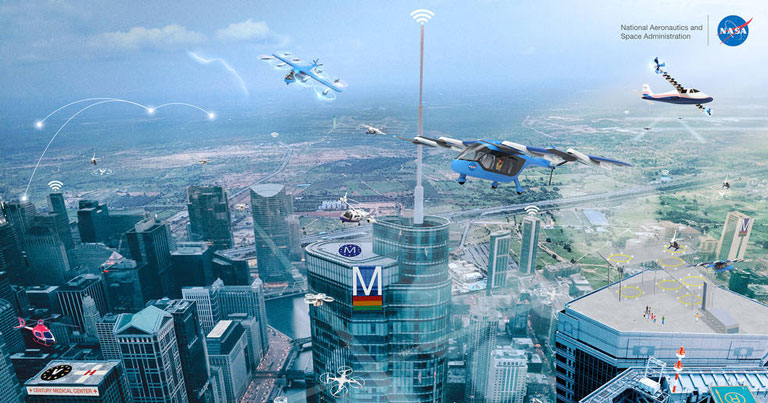 National Aeronautics and
Space Administration
NASA
M
M
M
H
CENTURY MEDICAL CENTER
H